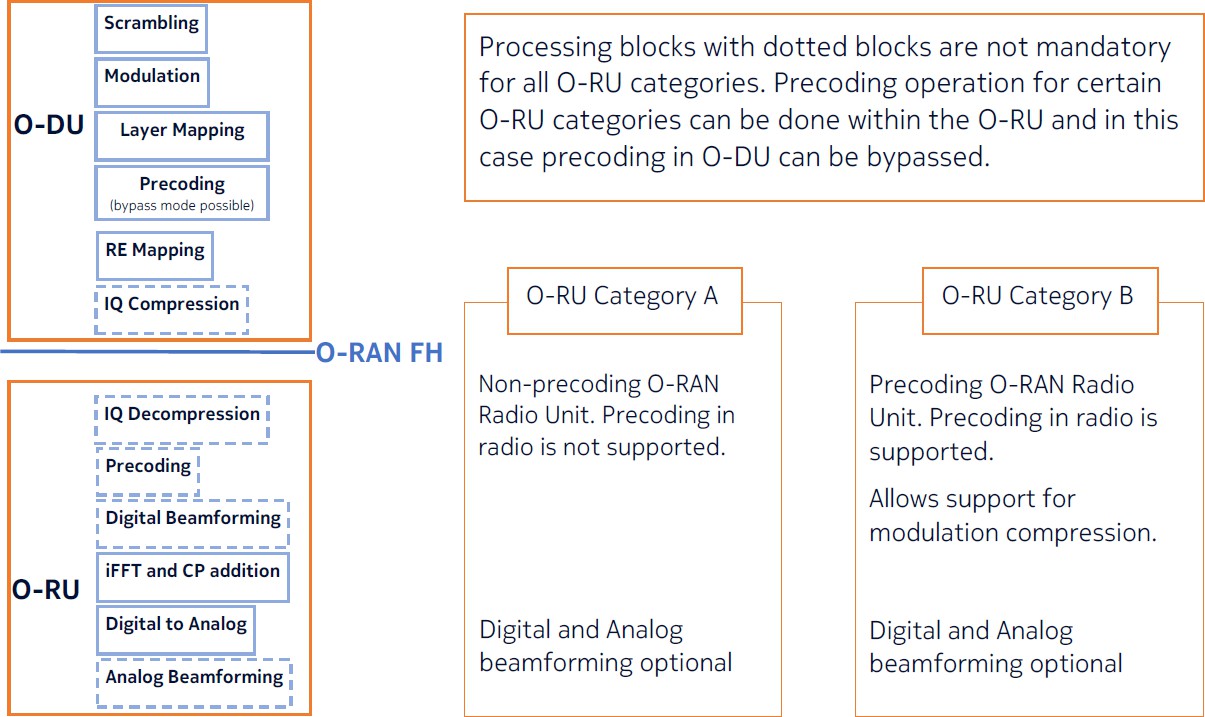 Scrambling
Modulation
O-DU
Layer Mapping
Precoding
(bypass mode possible)
RE Mapping
IQ Compression
O-RAN FH
IQ Decompression
Precoding
Digital Beamforming
O-RU
iFFT and CP addition
Digital to Analog
Analog Beamforming
Processing blocks with dotted blocks are not mandatory
for all O-RU categories. Precoding operation for certain
O-RU categories can be done within the O-RU and in this
case precoding in O-DU can be bypassed.
O-RU Category A
Non-precoding O-RAN
Radio Unit. Precoding in
radio is not supported.
Digital and Analog
beamforming optional
O-RU Category B
Precoding O-RAN Radio
Unit. Precoding in radio is
supported.
Allows support for
modulation compression.
Digital and Analog
beamforming optional